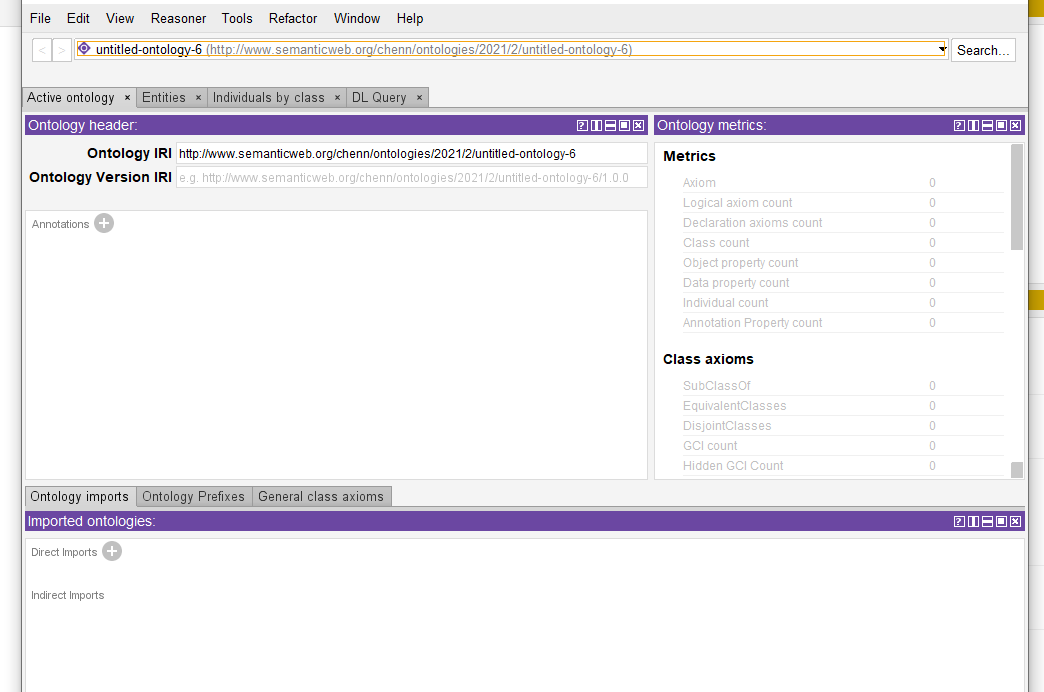 File Edit View Reasoner Tools Refactor Window Help
< > untitled-ontology-6 (http://www.semanticweb.org/chenn/ontologies/2021/2/untitled-ontology-6) Search...
Active ontology × Entities × Individuals by class × DL Query ×
Ontology header:
Ontology IRI http://www.semanticweb.org/chenn/ontologies/2021/2/untitled-ontology-6
Ontology Version IRI e.g. http://www.semanticweb.org/chenn/ontologies/2021/2/untitled-ontology-6/1.0.0
Annotations
Ontology metrics:
Metrics
Axiom 0
Logical axiom count 0
Declaration axioms count 0
Class count 0
Object property count 0
Data property count 0
Individual count 0
Annotation Property count 0
Class axioms
SubClassOf 0
EquivalentClasses 0
DisjointClasses 0
GCI count 0
Hidden GCI Count 0
Ontology imports Ontology Prefixes General class axioms
Imported ontologies:
Direct Imports
Indirect Imports